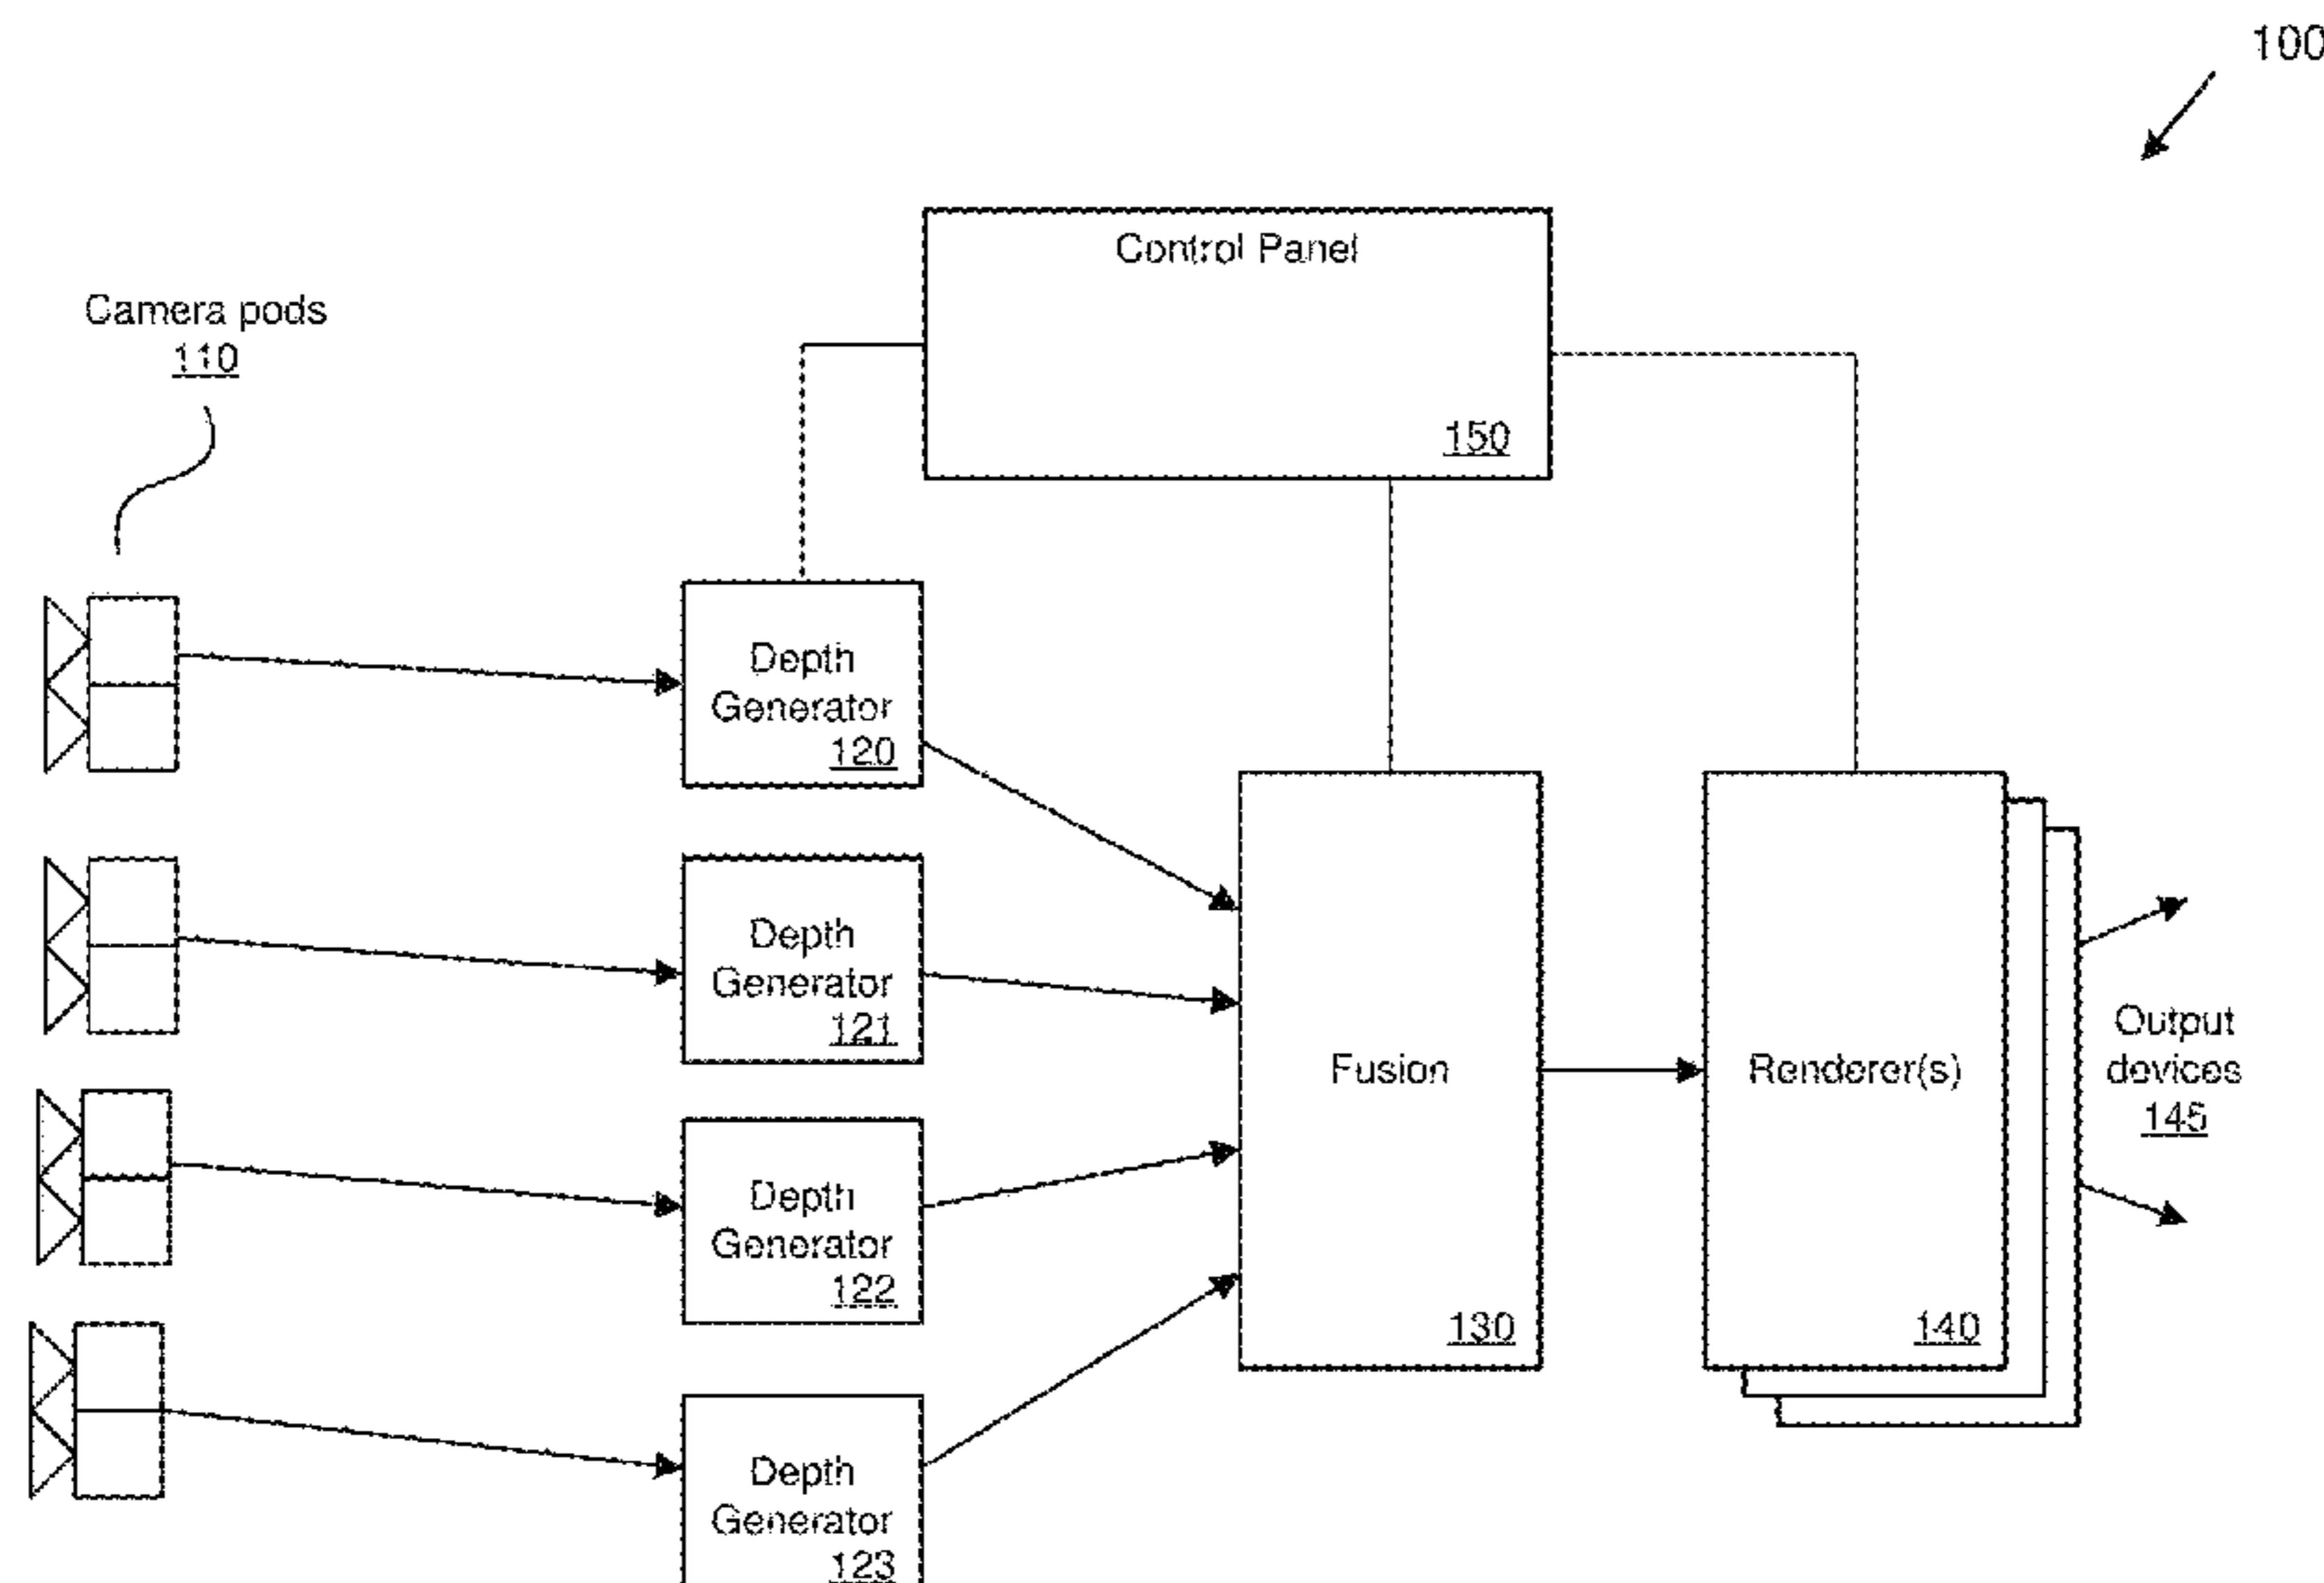 100
Control Panel
150
Camera pods
110
Depth
Generator
120
Depth
Generator
121
Depth
Generator
122
Depth
Generator
123
Fusion
130
Renderer(s)
140
Output
devices
145